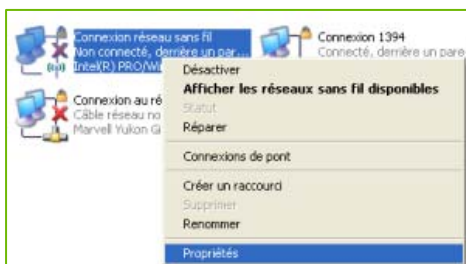 Connexion réseau sans fil
Non connecté, derrière un par...
Intel(R) PRO/Wi
Connexion 1394
Connecté, derrière un pare
Connexion au ré
Câble réseau no
Marvell Yukon G
Désactiver
Afficher les réseaux sans fil disponibles
Statut
Réparer
Connexions de pont
Créer un raccourci
Supprimer
Renommer
Propriétés